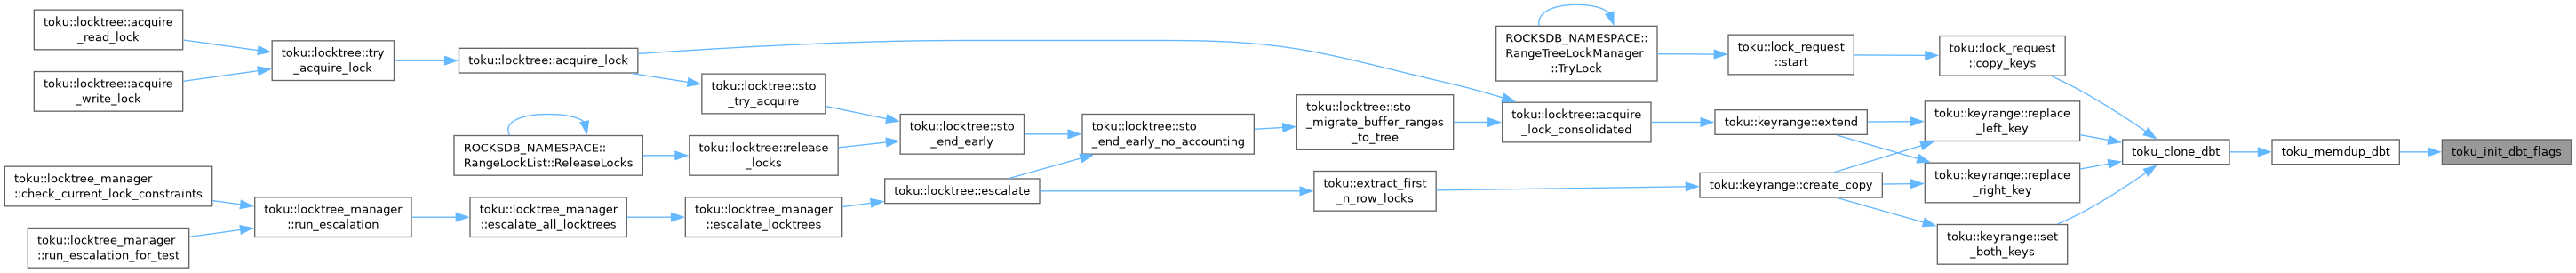 toku::locktree::acquire
_read_lock
toku::locktree::acquire
_write_lock
toku::locktree::try
_acquire_lock
toku::locktree::acquire_lock
toku::locktree::sto
_try_acquire
ROCKSDB_NAMESPACE::
RangeLockList::ReleaseLocks
toku::locktree::release
_locks
toku::locktree::sto
_end_early
toku::locktree::sto
_end_early_no_accounting
toku::locktree_manager
::check_current_lock_constraints
toku::locktree_manager
::run_escalation_for_test
toku::locktree_manager
::run_escalation
toku::locktree_manager
::escalate_all_locktrees
toku::locktree_manager
::escalate_locktrees
toku::locktree::escalate
toku::locktree::sto
_migrate_buffer_ranges
_to_tree
toku::extract_first
_n_row_locks
ROCKSDB_NAMESPACE::
RangeTreeLockManager
::TryLock
toku::locktree::acquire
_lock_consolidated
toku::lock_request
::start
toku::keyrange::extend
toku::keyrange::create_copy
toku::lock_request
::copy_keys
toku::keyrange::replace
_left_key
toku::keyrange::replace
_right_key
toku::keyrange::set
_both_keys
toku_clone_dbt
toku_memdup_dbt
toku_init_dbt_flags